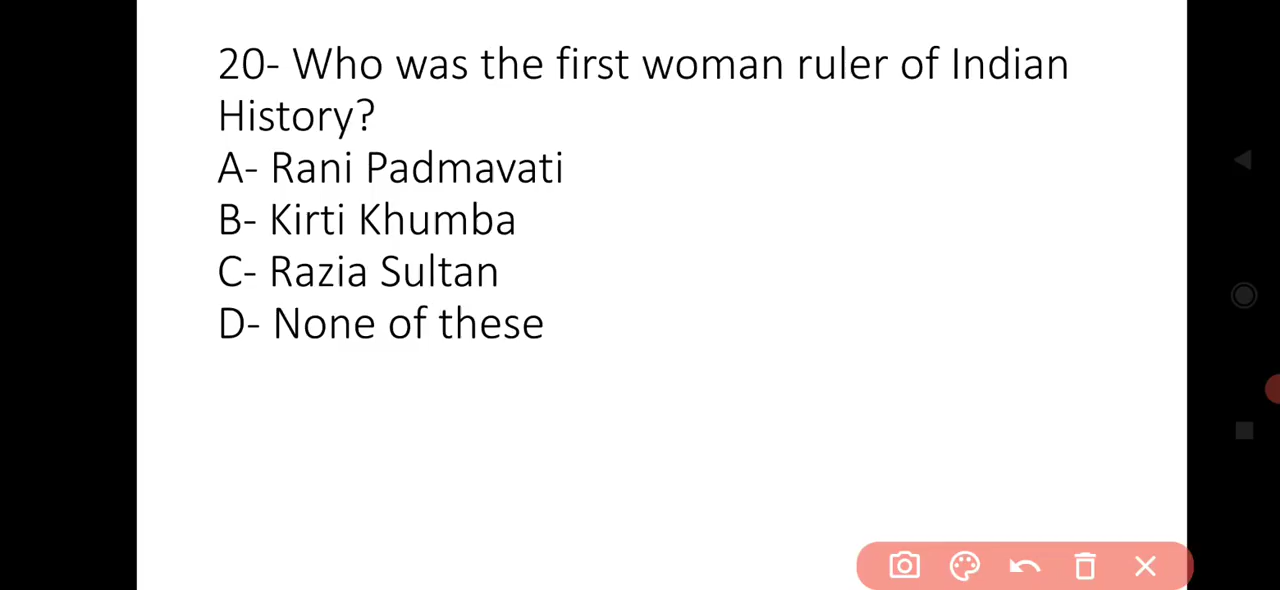 20- Who was the first woman ruler of Indian
History?
A- Rani Padmavati
B- Kirti Khumba
C- Razia Sultan
D- None of these